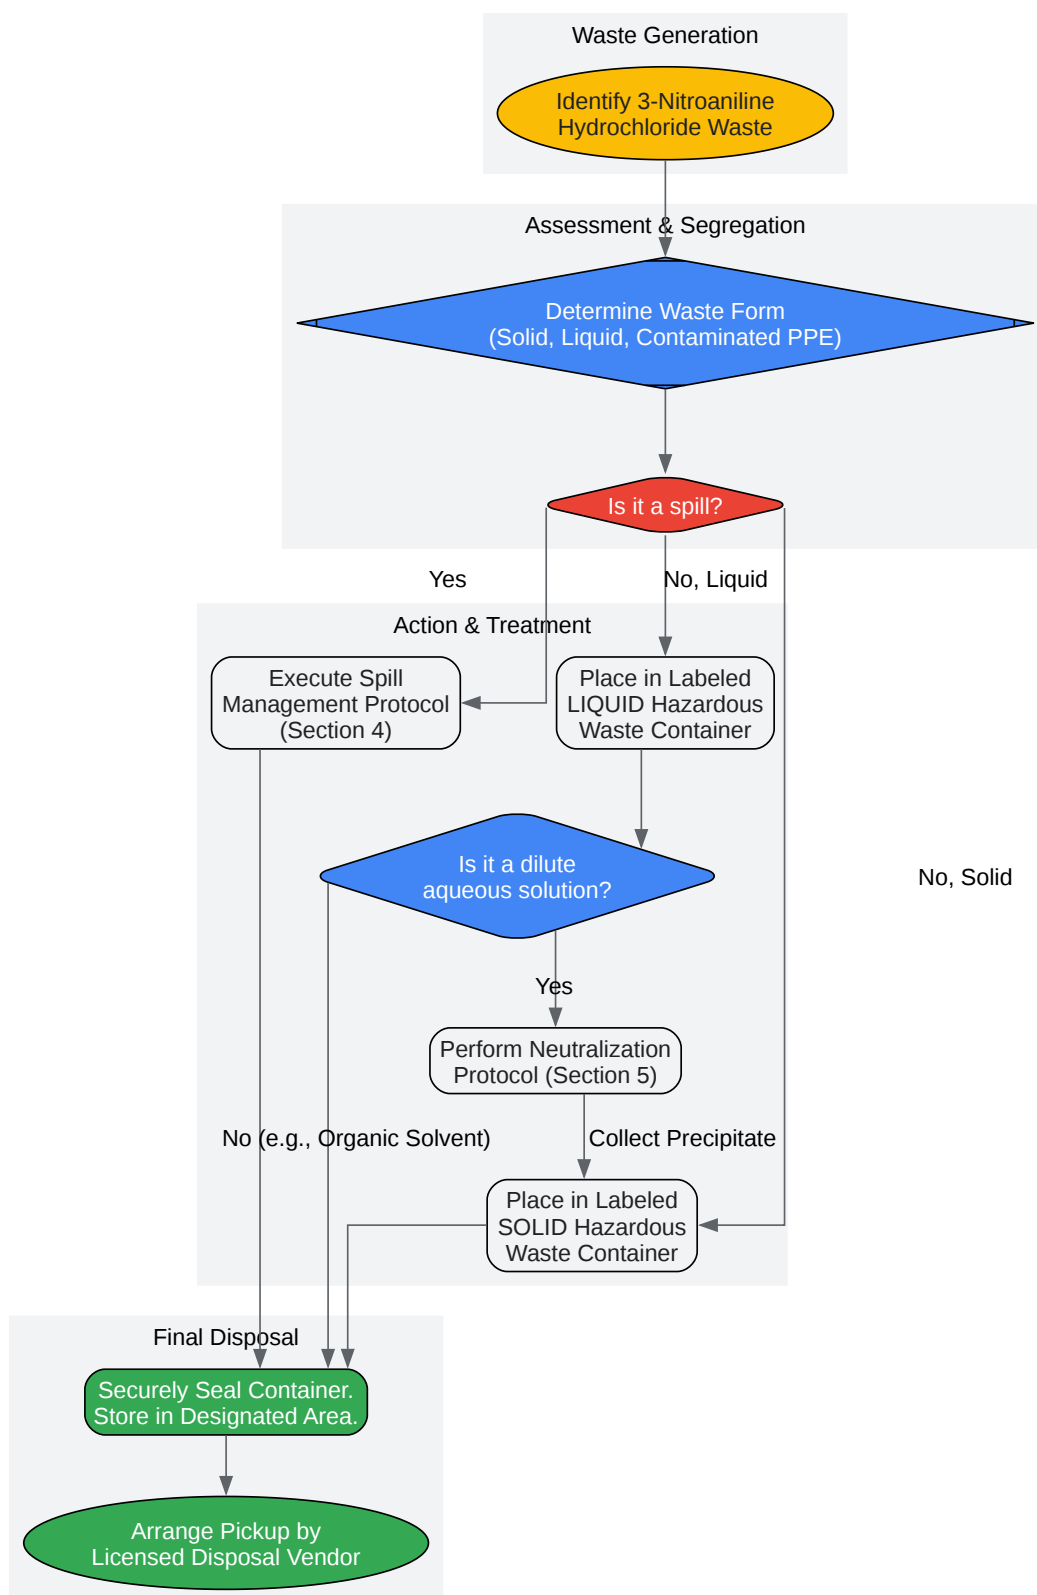 Waste Generation
Identify 3-Nitroaniline
Hydrochloride Waste
Assessment & Segregation
Determine Waste Form
(Solid, Liquid, Contaminated PPE)
Is it a spill?
Yes
No, Liquid
Action & Treatment
Execute Spill
Management Protocol
(Section 4)
Place in Labeled
LIQUID Hazardous
Waste Container
Is it a dilute
aqueous solution?
No, Solid
Yes
Perform Neutralization
Protocol (Section 5)
No (e.g., Organic Solvent)
Collect Precipitate
Place in Labeled
SOLID Hazardous
Waste Container
Final Disposal
Securely Seal Container.
Store in Designated Area.
Arrange Pickup by
Licensed Disposal Vendor